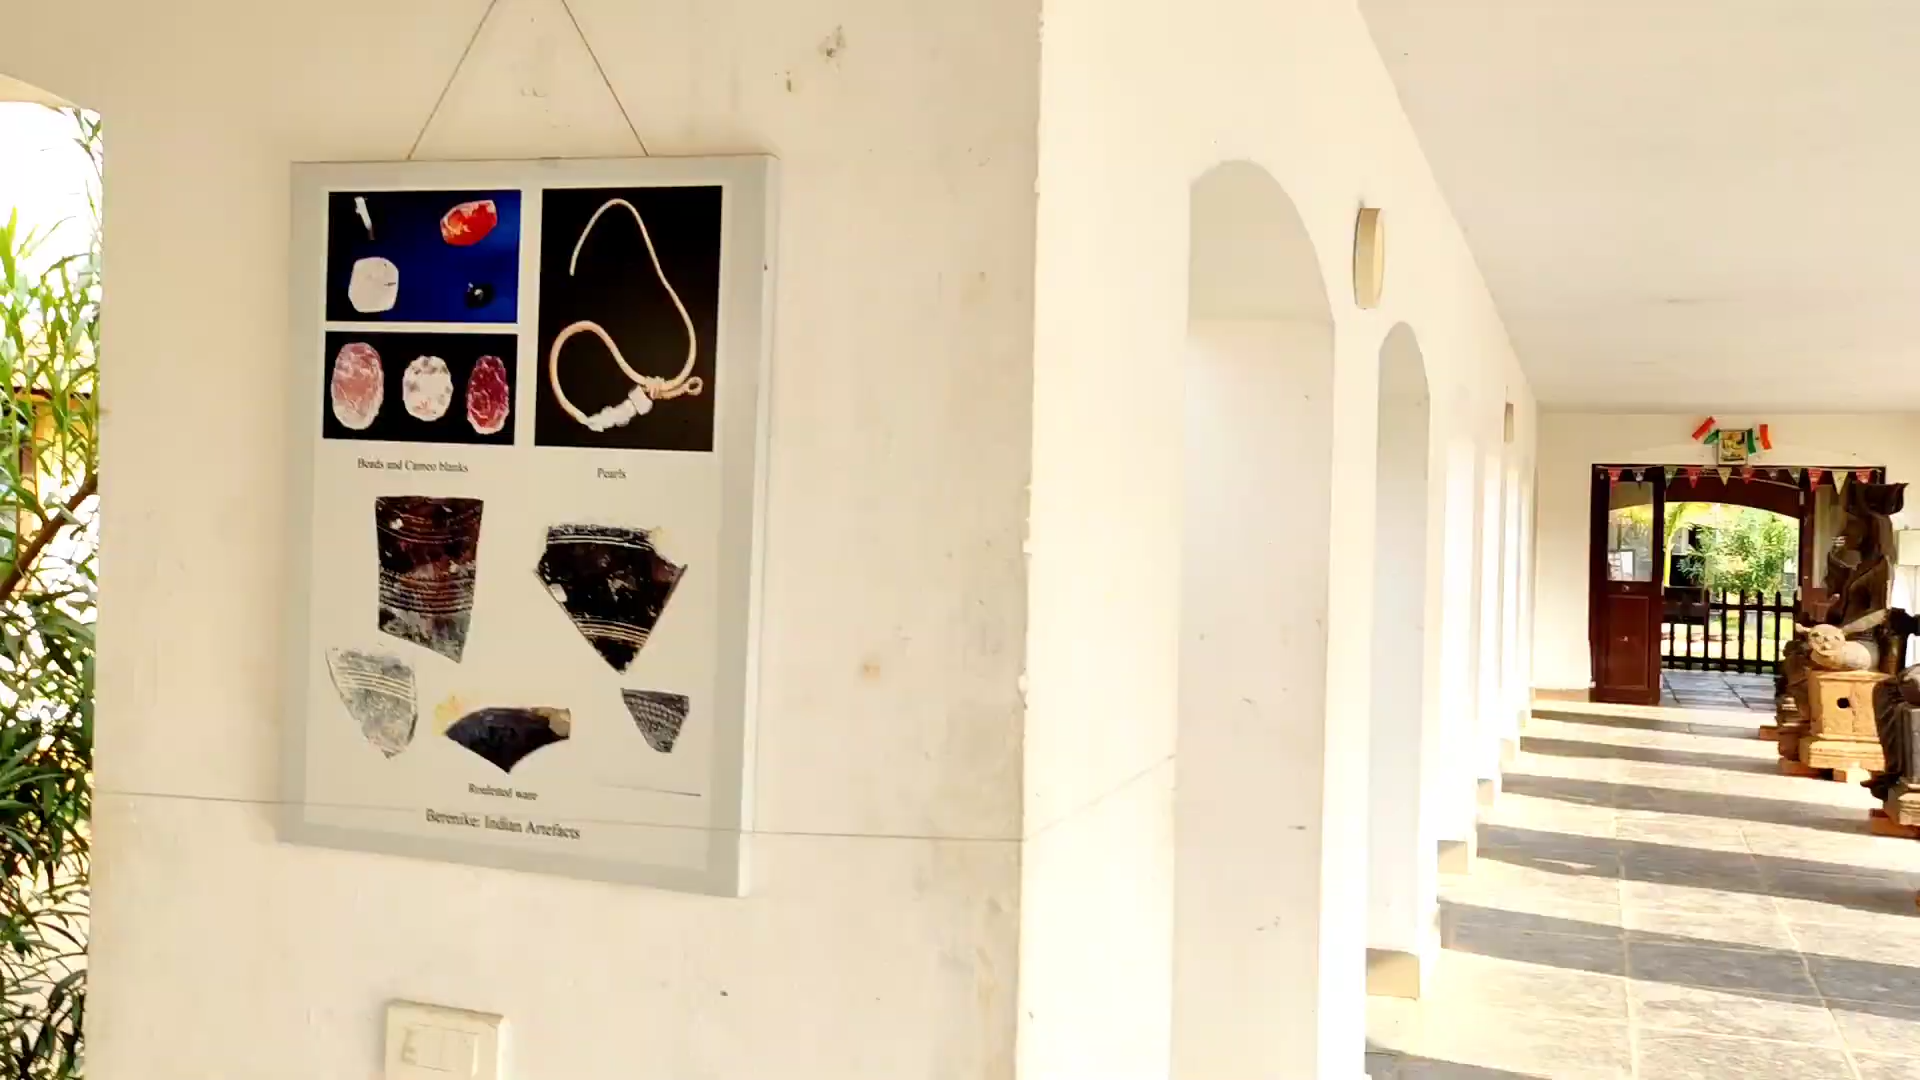 Beads and Cameo blanks
Pearls
Rouletted ware
Berenike: Indian Artefacts